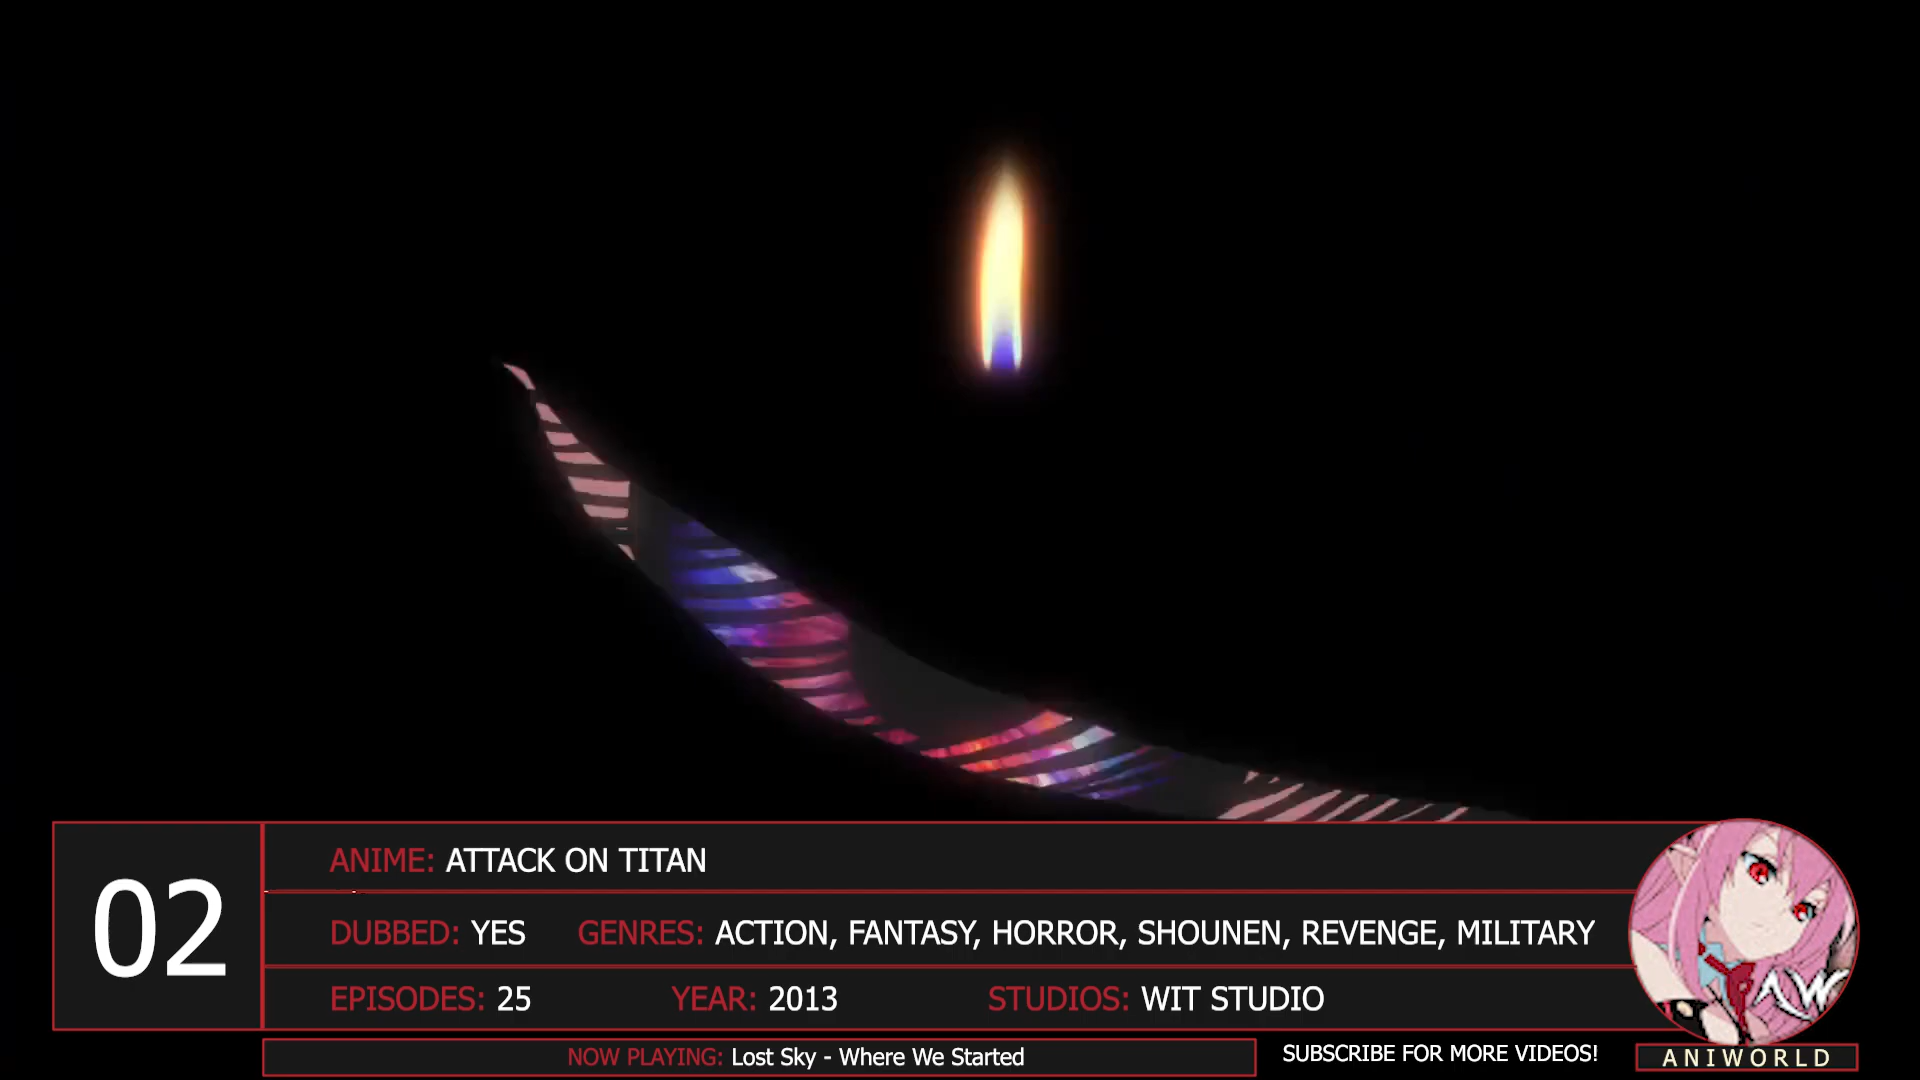 02
ANIME: ATTACK ON TITAN
DUBBED: YES GENRES: ACTION, FANTASY, HORROR, SHOUNEN, REVENGE, MILITARY
EPISODES: 25 YEAR: 2013 STUDIOS: WIT STUDIO
AW
NOW PLAYING: Lost Sky - Where We Started
SUBSCRIBE FOR MORE VIDEOS!
ANIWORLD